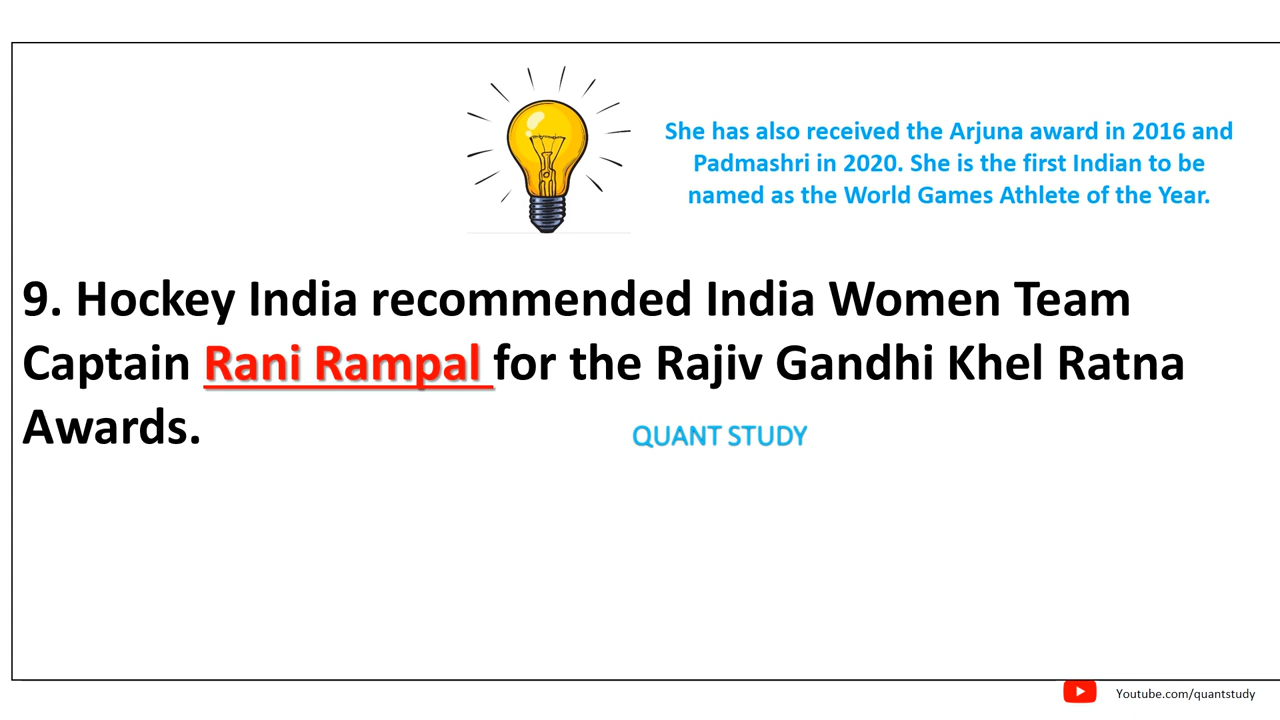 She has also received the Arjuna award in 2016 and
Padmashri in 2020. She is the first Indian to be
named as the World Games Athlete of the Year.
9. Hockey India recommended India Women Team
Captain Rani Rampal for the Rajiv Gandhi Khel Ratna
Awards.
QUANT STUDY
Youtube.com/quantstudy